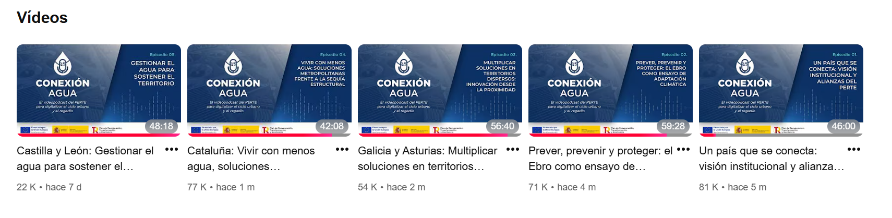 Vídeos
Episodio 05
GESTIONAR EL
AGUA PARA
SOSTENER EL
TERRITORIO
CONEXIÓN
AGUA
El videopodcast del PERTE
para digitalizar el ciclo urbano
y el regadío
48:18
Castilla y León: Gestionar el
agua para sostener el…
22 K • hace 7 d
Episodio 04
VIVIR CON MENOS
AGUA: SOLUCIONES
METROPOLITANAS
FRENTE A LA SEQUÍA
ESTRUCTURAL
CONEXIÓN
AGUA
El videopodcast del PERTE
para digitalizar el ciclo urbano
y el regadío
42:08
Cataluña: Vivir con menos
agua, soluciones…
77 K • hace 1 m
Episodio 03
MULTIPLICAR
SOLUCIONES EN
TERRITORIOS
DISPERSOS:
INNOVACIÓN DESDE
LA PROXIMIDAD
CONEXIÓN
AGUA
El videopodcast del PERTE
para digitalizar el ciclo urbano
y el regadío
56:40
Galicia y Asturias: Multiplicar
soluciones en territorios…
54 K • hace 2 m
Episodio 02
PREVER, PREVENIR Y
PROTEGER: EL EBRO
COMO ENSAYO DE
ADAPTACIÓN
CLIMÁTICA
CONEXIÓN
AGUA
El videopodcast del PERTE
para digitalizar el ciclo urbano
y el regadío
59:28
Prever, prevenir y proteger: el
Ebro como ensayo de…
71 K • hace 4 m
Episodio 01
UN PAÍS QUE SE
CONECTA: VISIÓN
INSTITUCIONAL Y
ALIANZAS DEL
PERTE
CONEXIÓN
AGUA
El videopodcast del PERTE
para digitalizar el ciclo urbano
y el regadío
46:00
Un país que se conecta:
visión institucional y alianza…
81 K • hace 5 m